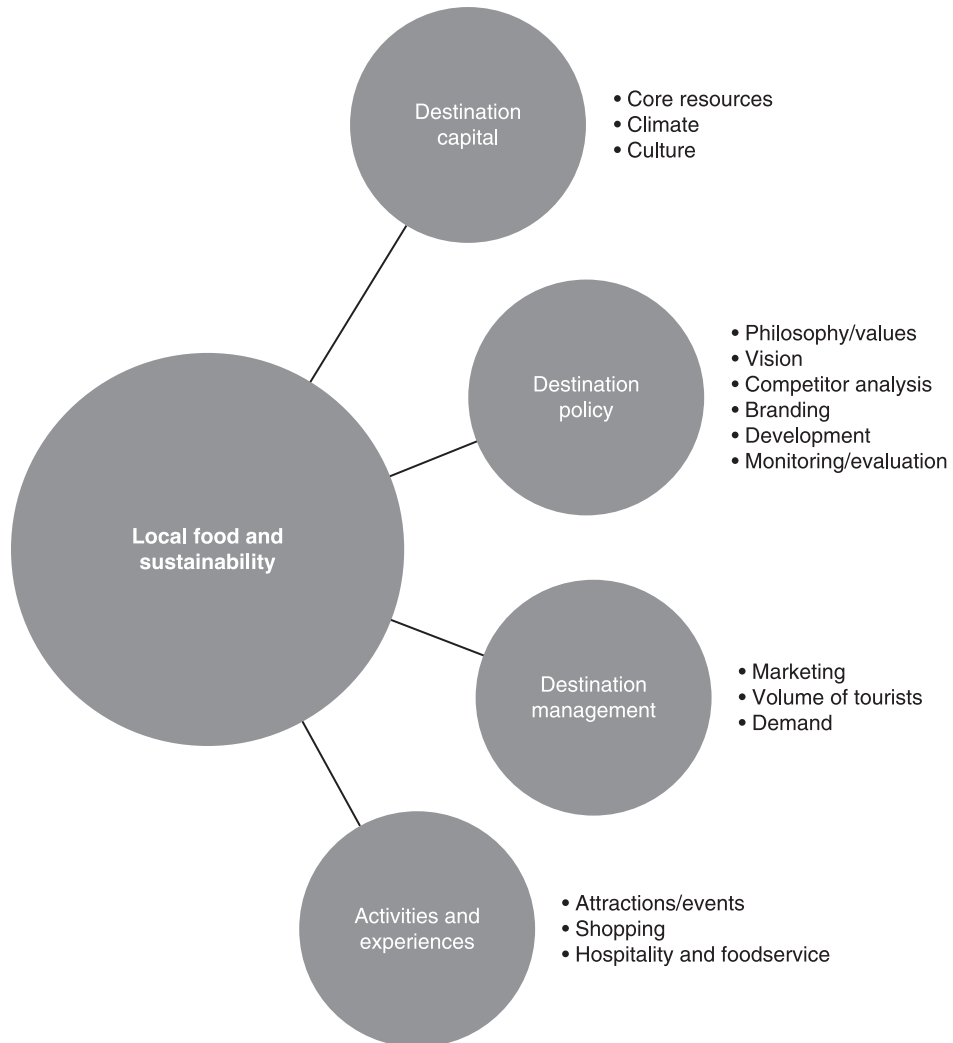 Destination
capital
• Core resources
• Climate
• Culture
Destination
policy
• Philosophy/values
• Vision
• Competitor analysis
• Branding
• Development
• Monitoring/evaluation
Local food and
sustainability
Destination
management
• Marketing
• Volume of tourists
• Demand
Activities and
experiences
• Attractions/events
• Shopping
• Hospitality and foodservice